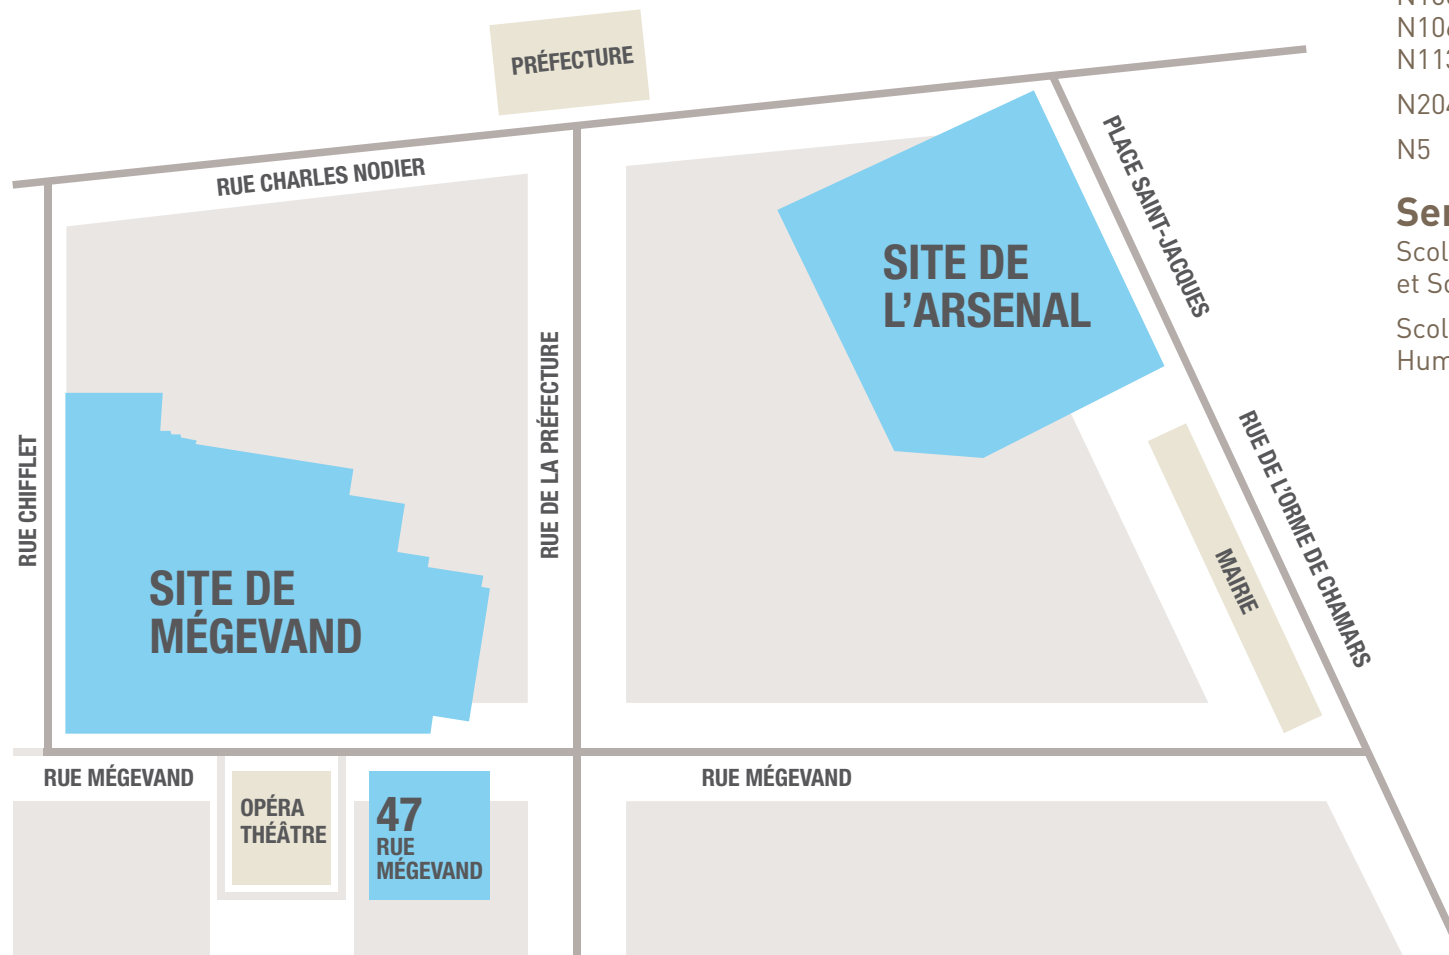 PRÉFECTURE
RUE CHARLES NODIER
PLACE SAINT-JACQUES
SITE DE
L'ARSENAL
RUE CHIFFLET
RUE DE LA PRÉFECTURE
RUE DE L'ORME DE CHAMARS
MAIRIE
SITE DE
MÉGEVAND
RUE MÉGEVAND
RUE MÉGEVAND
OPÉRA
THÉÂTRE
47
RUE
MÉGEVAND
N5
et